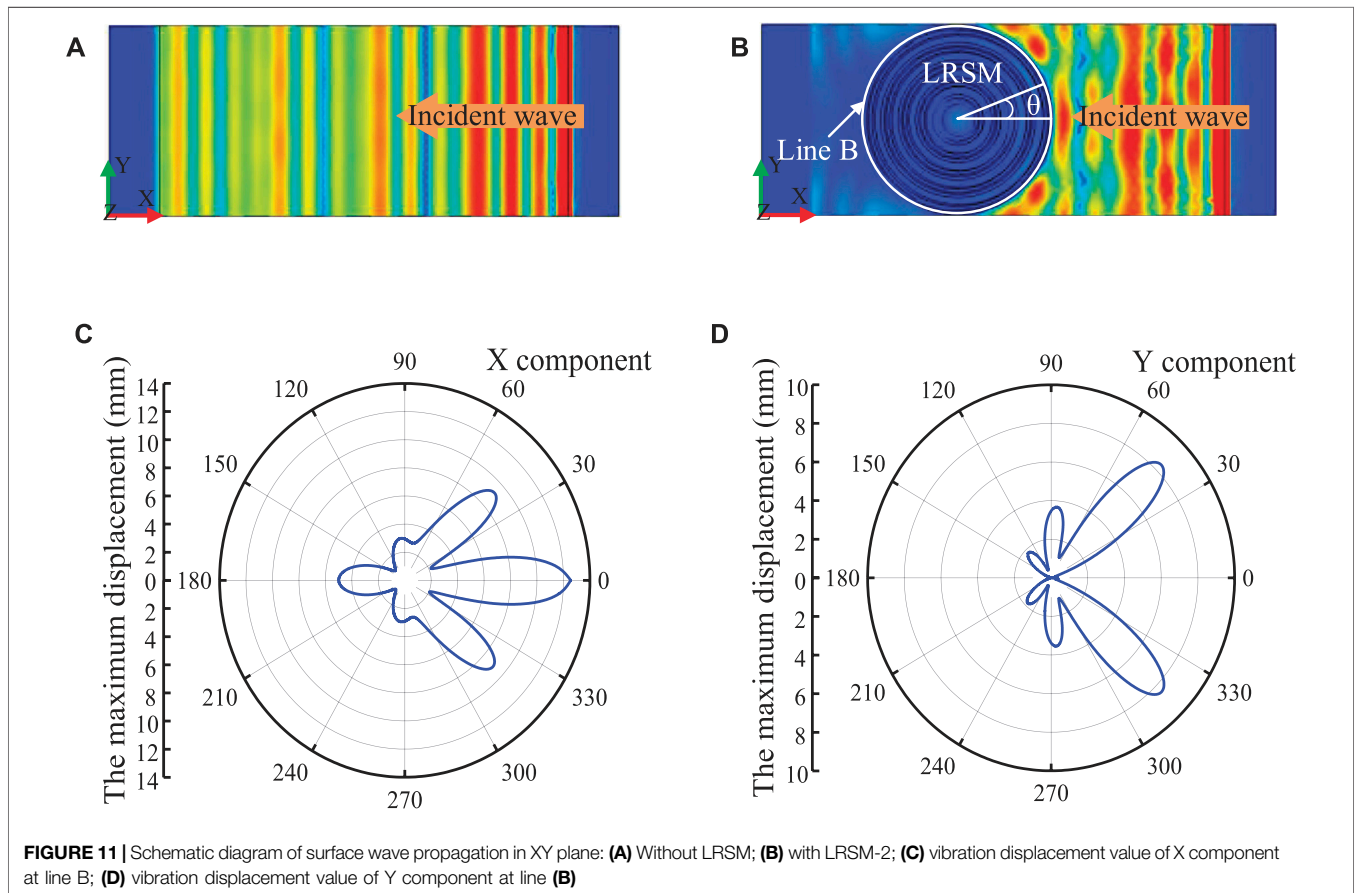 A
Incident wave
Y
X
Z
B
LRSM
θ
Incident wave
Line B
Y
X
Z
C
X component
The maximum displacement (mm)
14
12
10
8
6
4
2
0
2
4
6
8
10
12
14
90
120
60
150
30
180
0
210
330
240
300
270
D
Y component
The maximum displacement (mm)
10
8
6
4
2
0
2
4
6
8
10
90
120
60
150
30
180
0
210
330
240
300
270
FIGURE 11 | Schematic diagram of surface wave propagation in XY plane: (A) Without LRSM; (B) with LRSM-2; (C) vibration displacement value of X component
at line B; (D) vibration displacement value of Y component at line (B)